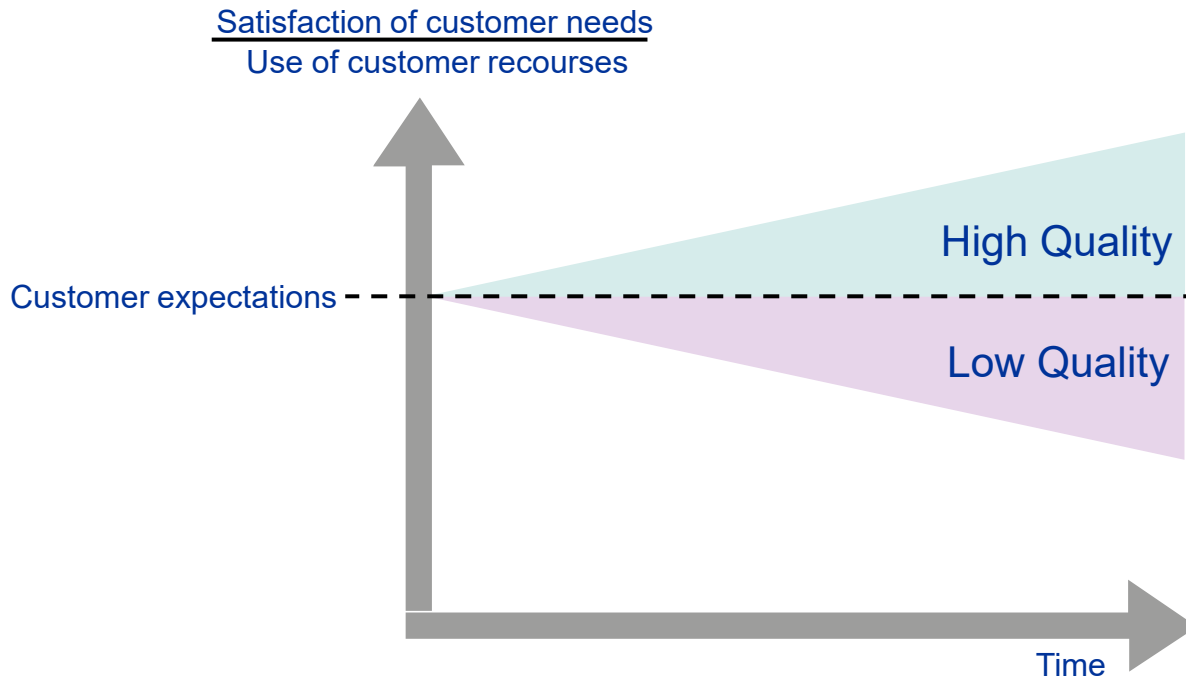 Satisfaction of customer needs
Use of customer recourses
High Quality
Customer expectations
Low Quality
Time